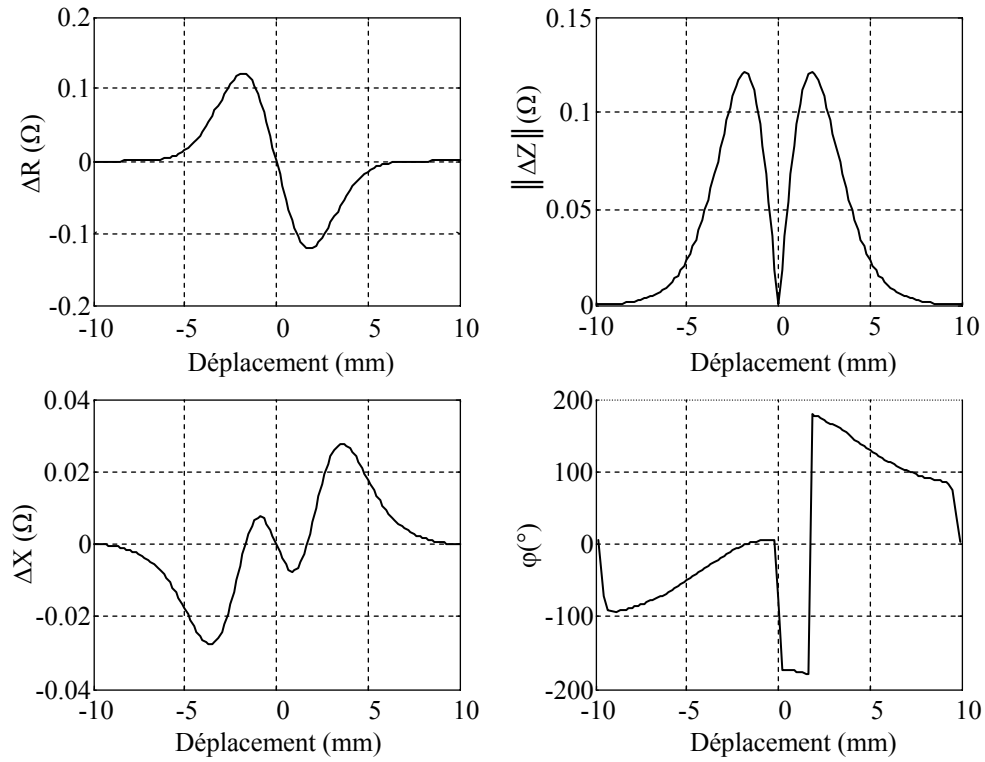 0.2
0.1
0
-0.1
-0.2
ΔR (Ω)
-10 -5 0 5 10
Déplacement (mm)
0.15
0.1
0.05
0
||ΔZ|| (Ω)
-10 -5 0 5 10
Déplacement (mm)
0.04
0.02
0
-0.02
-0.04
ΔX (Ω)
-10 -5 0 5 10
Déplacement (mm)
200
100
0
-100
-200
φ(°)
-10 -5 0 5 10
Déplacement (mm)